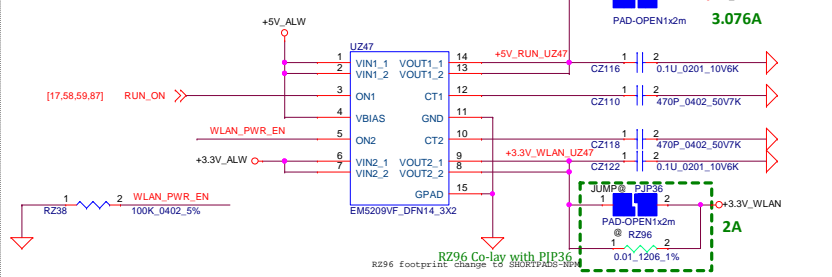 PAD-OPEN1x2m
3.076A
+5V_ALW
UZ47
1 VIN1_1 VOUT1_1 14 +5V_RUN_UZ47
2 VIN1_2 VOUT1_2 13
CZ116 1 2 0.1U_0201_10V6K
[17,58,59,87] RUN_ON 3 ON1 CT1 12
CZ110 1 2 470P_0402_50V7K
4 VBIAS GND 11
WLAN_PWR_EN 5 ON2 CT2 10
CZ118 1 2 470P_0402_50V7K
+3.3V_ALW 6 VIN2_1 VOUT2_1 9 +3.3V_WLAN_UZ47
7 VIN2_2 VOUT2_2 8
CZ122 1 2 0.1U_0201_10V6K
GPAD 15
EM5209VF_DFN14_3X2
RZ38 1 2 WLAN_PWR_EN
100K_0402_5%
JUMP@ PJP36
1 2 +3.3V_WLAN
PAD-OPEN1x2m
2A
@ RZ96
1 2
0.01_1206_1%
RZ96 Co-lay with PJP36
RZ96 footprint change to SHORTPADS-NPM